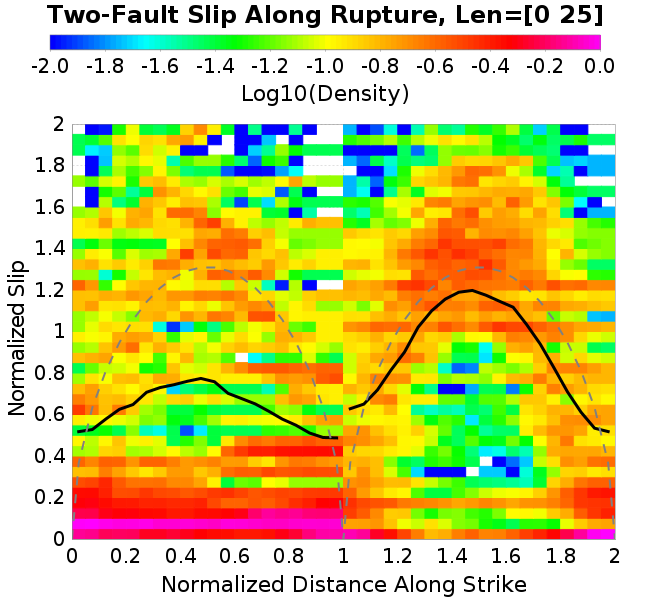 Two-Fault Slip Along Rupture, Len=[0 25]
-2.0 -1.8 -1.6 -1.4 -1.2 -1.0 -0.8 -0.6 -0.4 -0.2 0.0
Log10(Density)
2
1.8
1.6
1.4
1.2
1
0.8
0.6
0.4
0.2
0
Normalized Slip
0 0.2 0.4 0.6 0.8 1 1.2 1.4 1.6 1.8 2
Normalized Distance Along Strike